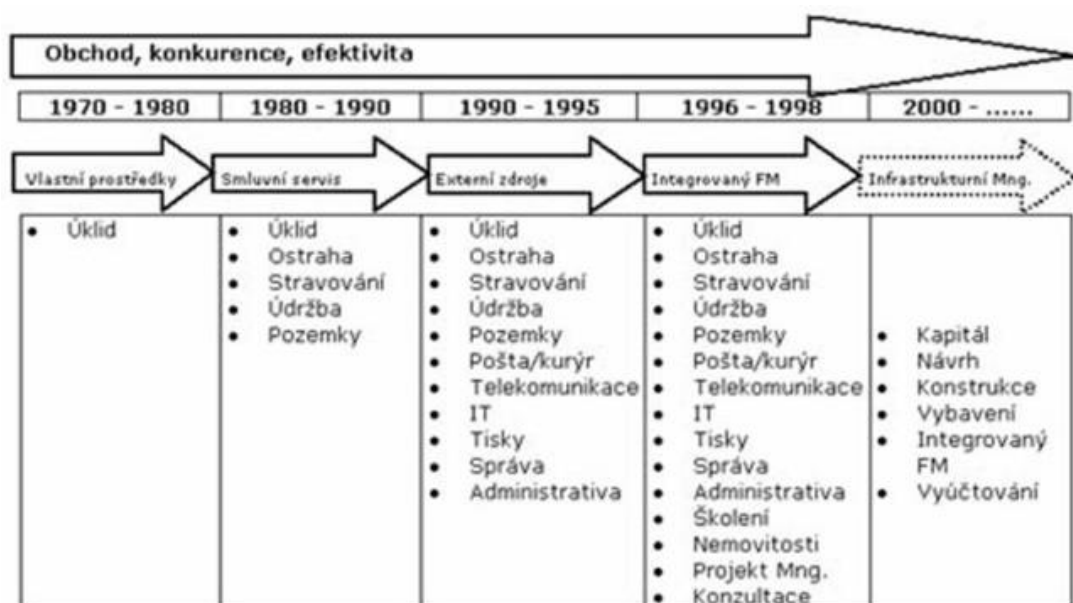 Obchod, konkurence, efektivita
1970 - 1980
1980 - 1990
1990 - 1995
1996 - 1998
2000 - ......
Vlastní prostředky
Smluvní servis
Externí zdroje
Integrovaný FM
Infrastrukturní Mng.
• Úklid
• Úklid
• Ostraha
• Stravování
• Údržba
• Pozemky
• Úklid
• Ostraha
• Stravování
• Údržba
• Pozemky
• Pošta/kurýr
• Telekomunikace
• IT
• Tisky
• Správa
• Administrativa
• Úklid
• Ostraha
• Stravování
• Údržba
• Pozemky
• Pošta/kurýr
• Telekomunikace
• IT
• Tisky
• Správa
• Administrativa
• Školení
• Nemovitosti
• Projekt Mng.
• Konzultace
• Kapitál
• Návrh
• Konstrukce
• Vybavení
• Integrovaný
FM
• Vyúčtování